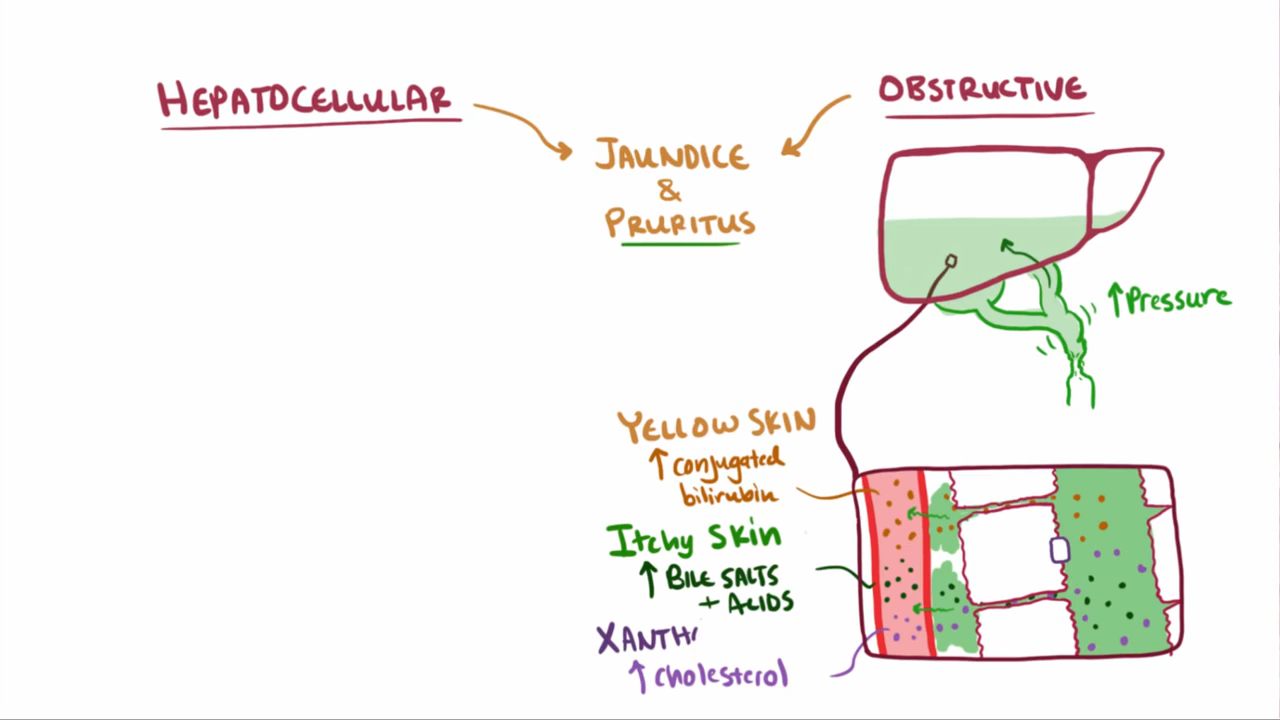 HEPATOCELLULAR
OBSTRUCTIVE
JAUNDICE
&
PRURITUS
↑Pressure
YELLOW SKIN
↑conjugated
bilirubin
Itchy Skin
↑BILE SALTS
+ ACIDS
XANTH
↑cholesterol